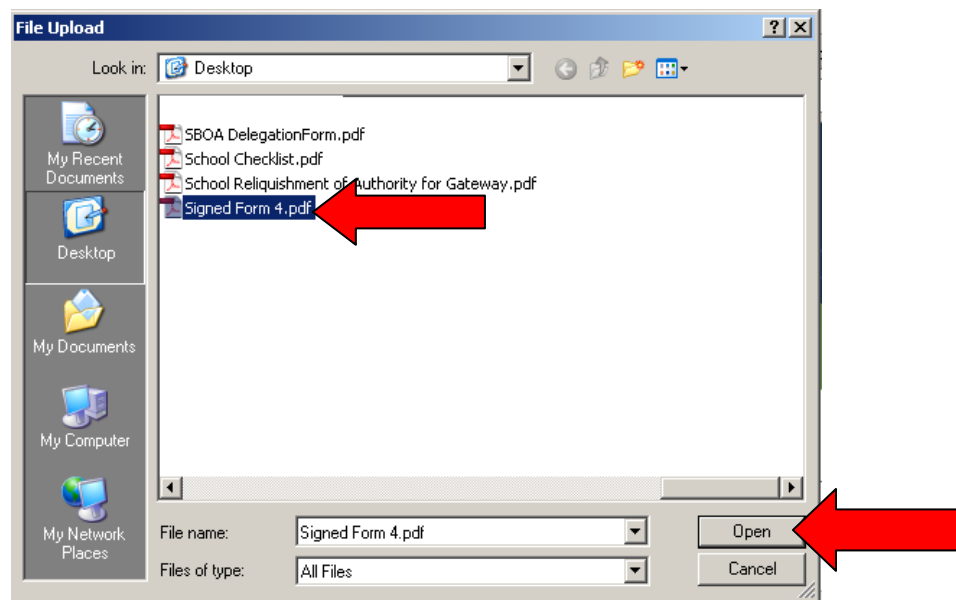 File Upload
Look in: Desktop
My Recent
Documents
Desktop
My Documents
My Computer
My Network
Places
SBOA DelegationForm.pdf
School Checklist.pdf
School Reliquishment of Authority for Gateway.pdf
Signed Form 4.pdf
File name: Signed Form 4.pdf Open
Files of type: All Files Cancel